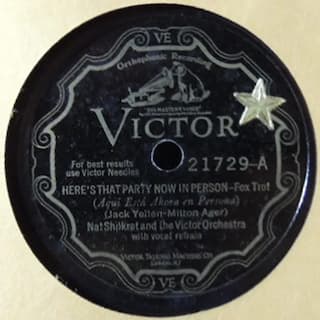 VE
Orthophonic Recording
"HIS MASTER'S VOICE"
VICTOR
For best results
use Victor Needles
21729-A
HERE'S THAT PARTY NOW IN PERSON-Fox Trot
(Aquí Está Ahora en Persona)
(Jack Yellen-Milton Ager)
Nat Shilkret and the Victor Orchestra
with vocal refrain
VICTOR TALKING MACHINE CO.
Camden, N.J.
VE